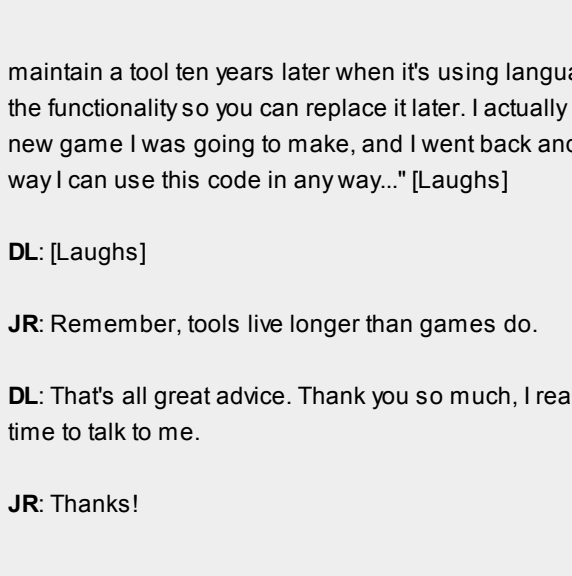 maintain a tool ten years later when it's using
the functionality so you can replace it later. I actually
new game I was going to make, and I went back
way I can use this code in any way..." [Laughs]
DL: [Laughs]
JR: Remember, tools live longer than games do.
DL: That's all great advice. Thank you so much, I
time to talk to me.
JR: Thanks!